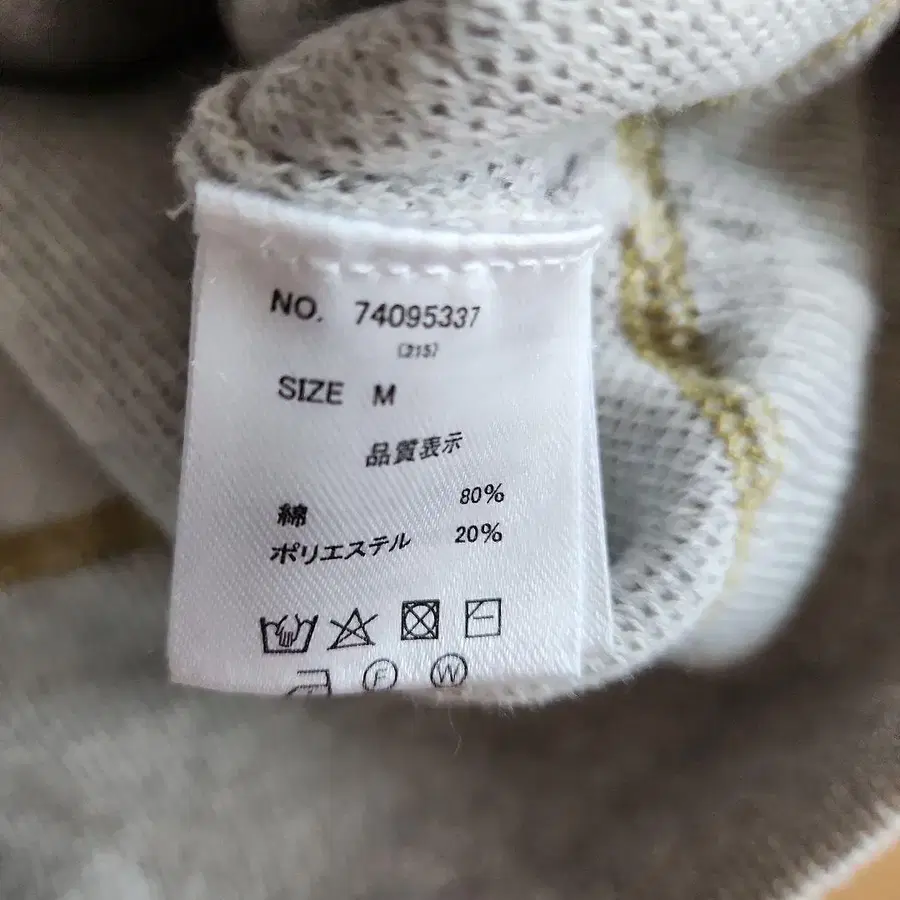 NO. 74095337
(215)
SIZE M
品質表示
綿 80%
ポリエステル 20%
F W